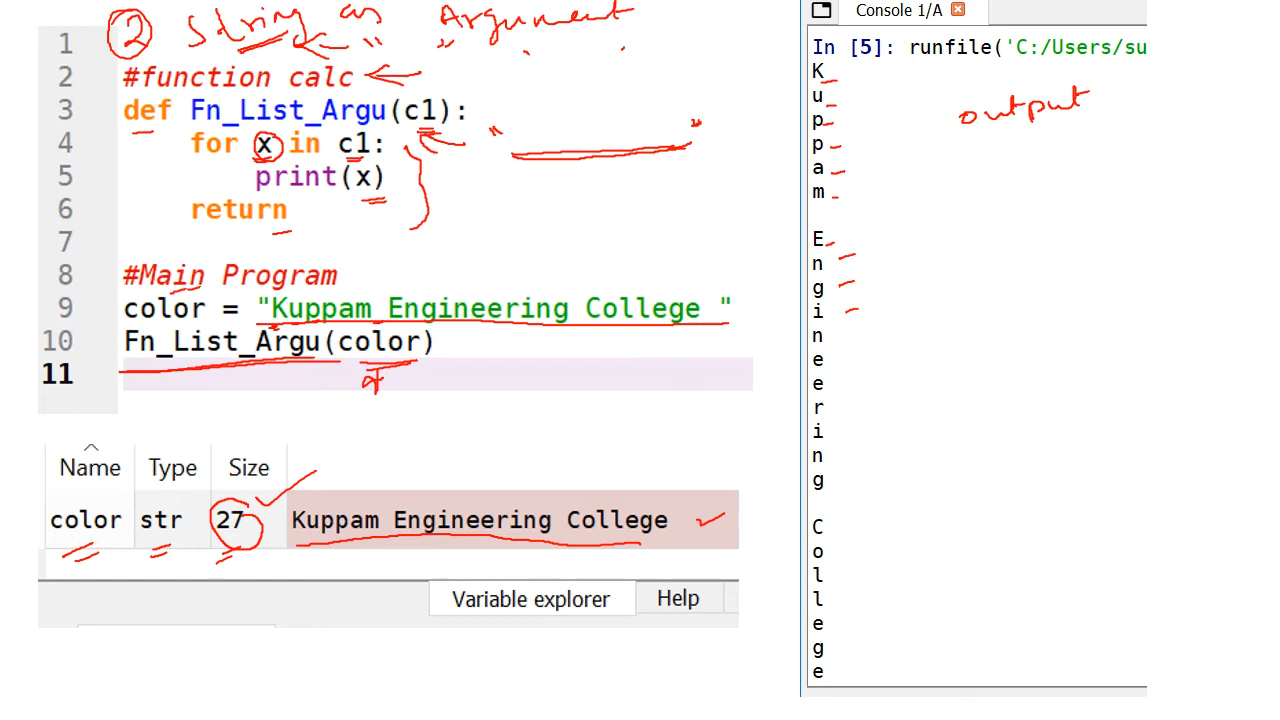 ② String as Argument
1
2 #function calc
3 def Fn_List_Argu(c1):
4 for x in c1:
5 print(x)
6 return
7
8 #Main Program
9 color = "Kuppam Engineering College "
10 Fn_List_Argu(color)
11
Name Type Size
color str 27 Kuppam Engineering College
Variable explorer Help
Console 1/A
In [5]: runfile('C:/Users/su
output
K
u
p
p
a
m
E
n
g
i
n
e
e
r
i
n
g
C
o
l
l
e
g
e